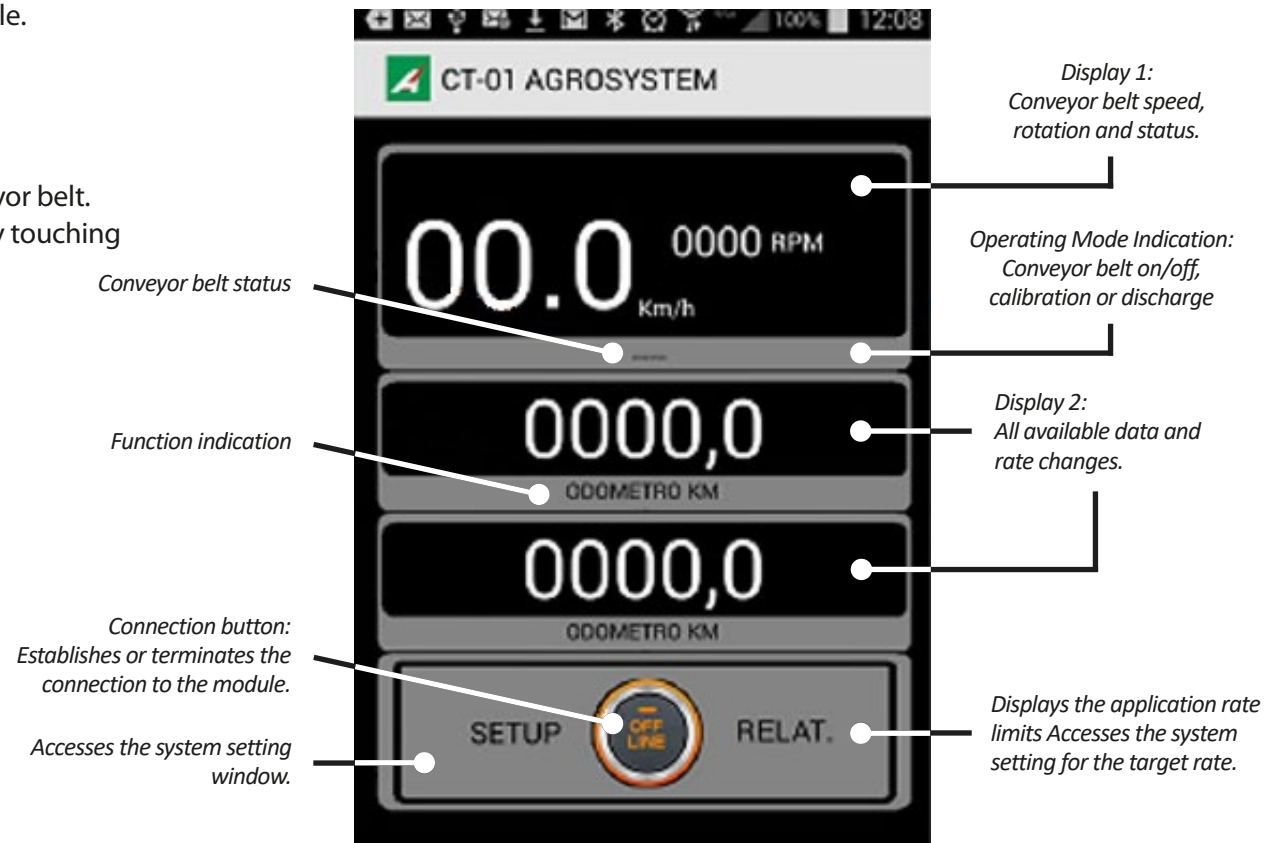 le.
yor belt.
y touching
100% 12:08
CT-01 AGROSYSTEM
00.0 Km/h
0000 RPM
0000,0
ODOMETRO KM
0000,0
ODOMETRO KM
SETUP
OFF
LINE
RELAT.
Conveyor belt status
Function indication
Connection button:
Establishes or terminates the
connection to the module.
Accesses the system setting
window.
Display 1:
Conveyor belt speed,
rotation and status.
Operating Mode Indication:
Conveyor belt on/off,
calibration or discharge
Display 2:
All available data and
rate changes.
Displays the application rate
limits Accesses the system
setting for the target rate.